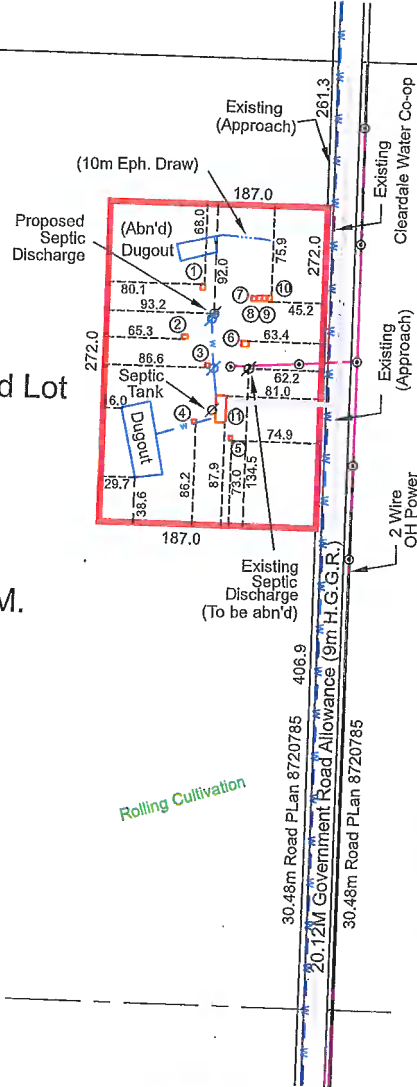 261.3
Existing
(Approach)
Existing
Cleardale Water Co-op
(10m Eph. Draw)
187.0
Proposed
Septic
Discharge
(Abn'd)
Dugout
68.0
92.0
75.9
272.0
①
80.1
⑦
⑩
⑧
⑨
45.2
93.2
②
65.3
⑥
63.4
272.0
86.6
③
62.2
81.0
Existing
(Approach)
d Lot
Septic
Tank
6.0
Dugout
④
⑪
⑤
74.9
29.7
38.6
86.2
87.9
73.0
134.5
187.0
2 Wire
OH Power
Existing
Septic
Discharge
(To be abn'd)
M.
406.9
Rolling Cultivation
30.48m Road PLan 8720785
20.12M Government Road Allowance (9m H.G.G.R.)
30.48m Road PLan 8720785
W
W
W
W
W
W
W
W
W
W
W
W
W
W